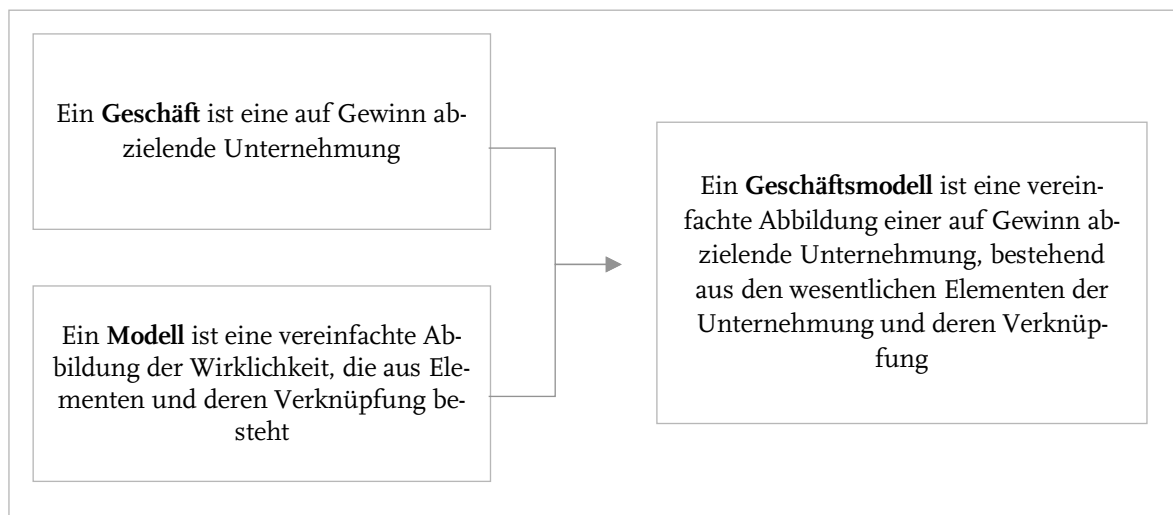 Ein Geschäft ist eine auf Gewinn ab-
zielende Unternehmung
Ein Modell ist eine vereinfachte Ab-
bildung der Wirklichkeit, die aus Ele-
menten und deren Verknüpfung be-
steht
Ein Geschäftsmodell ist eine verein-
fachte Abbildung einer auf Gewinn ab-
zielende Unternehmung, bestehend
aus den wesentlichen Elementen der
Unternehmung und deren Verknüp-
fung